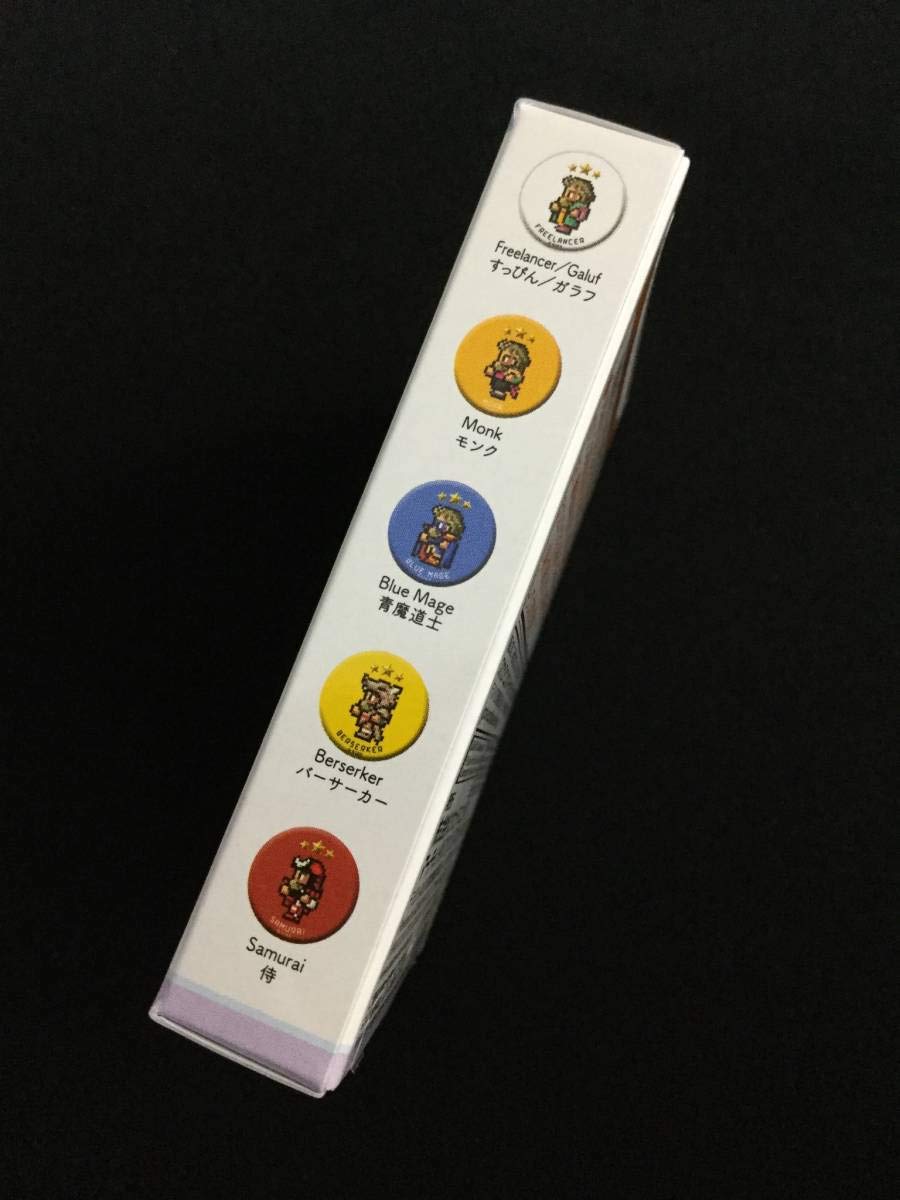 FREELANCER
Freelancer/Galuf
すっぴん/ガラフ
Monk
モンク
BLUE MAGE
Blue Mage
青魔道士
BERSERKER
Berserker
バーサーカー
SAMURAI
Samurai
侍